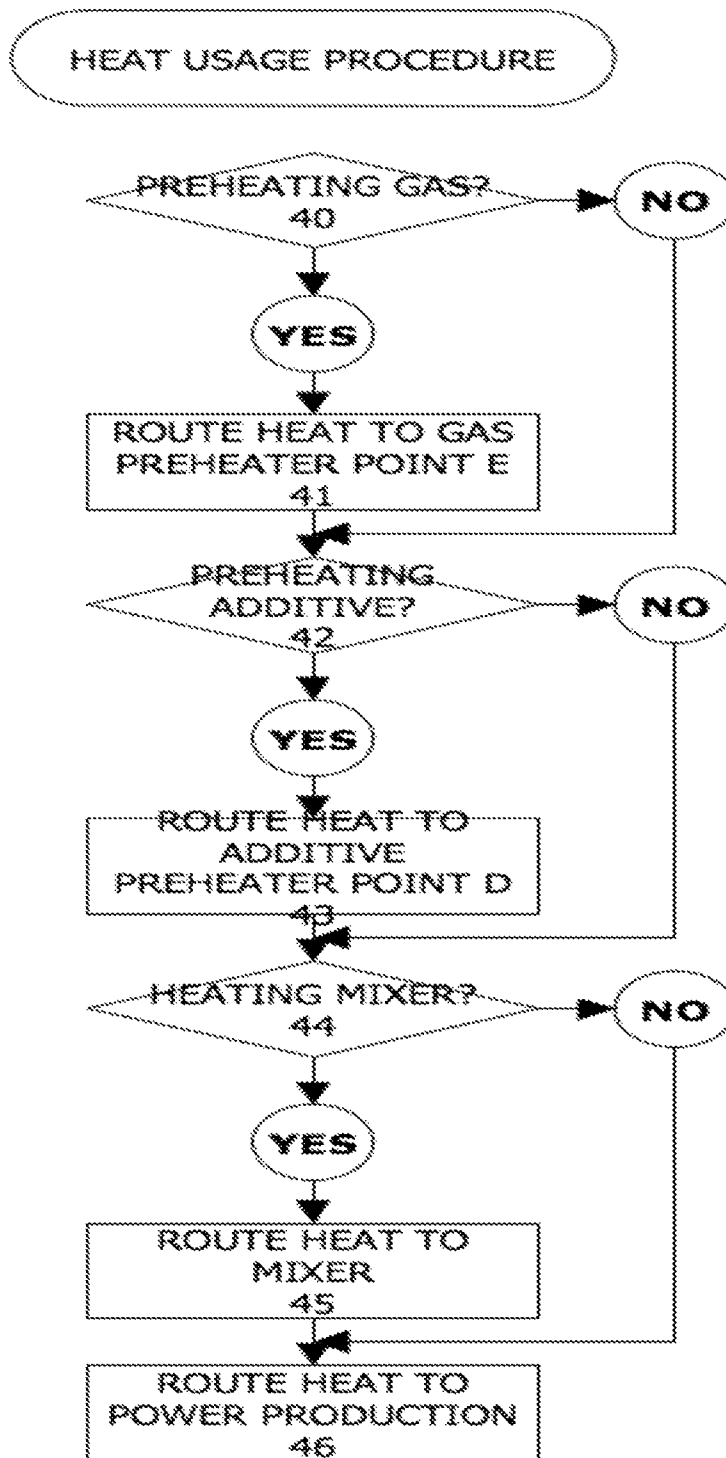 HEAT USAGE PROCEDURE
PREHEATING GAS?
40
NO
YES
ROUTE HEAT TO GAS
PREHEATER POINT E
41
PREHEATING
ADDITIVE?
42
NO
YES
ROUTE HEAT TO
ADDITIVE
PREHEATER POINT D
43
HEATING MIXER?
44
NO
YES
ROUTE HEAT TO
MIXER
45
ROUTE HEAT TO
POWER PRODUCTION
46